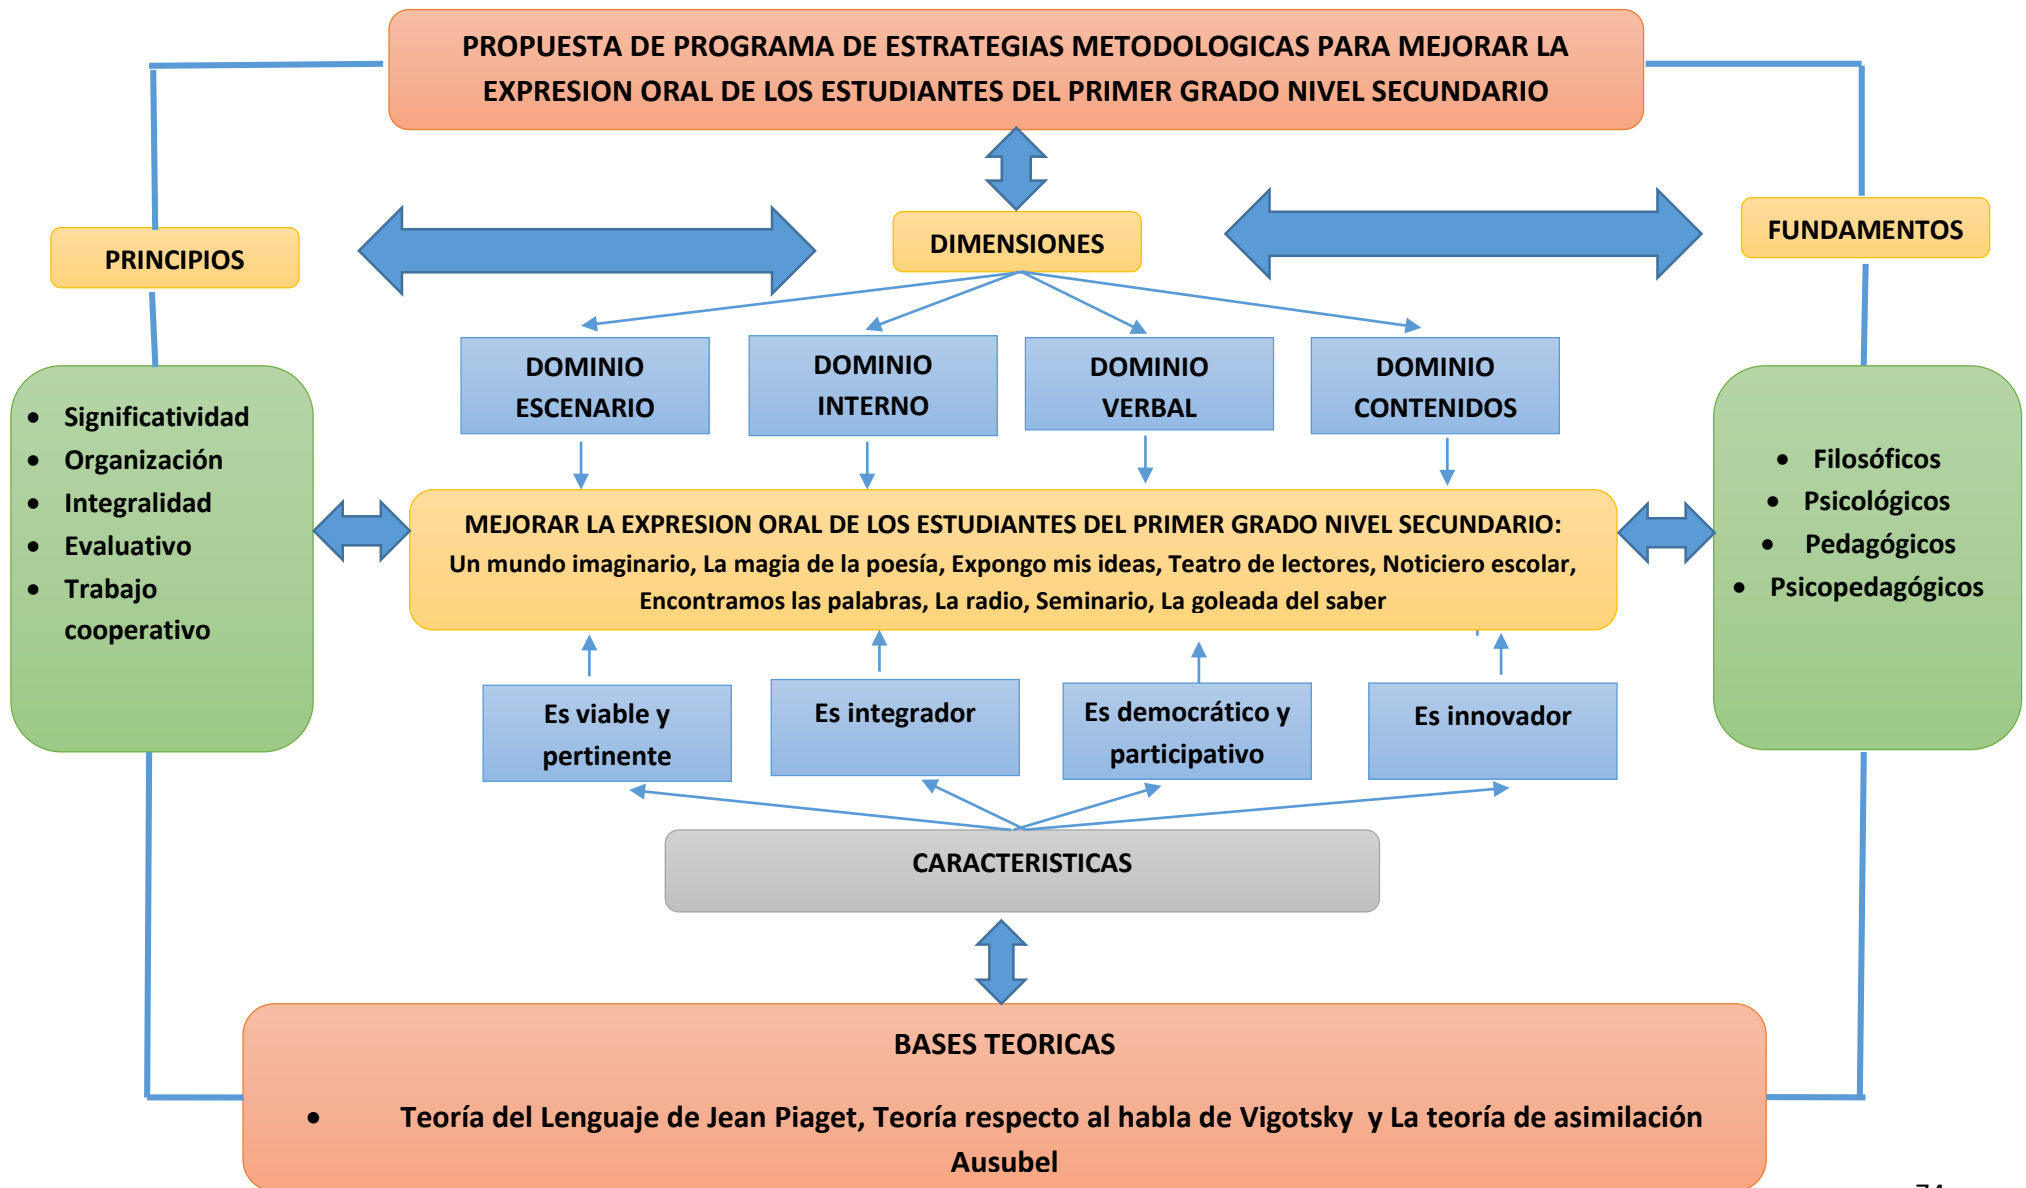 PROPUESTA DE PROGRAMA DE ESTRATEGIAS METODOLOGICAS PARA MEJORAR LA
EXPRESION ORAL DE LOS ESTUDIANTES DEL PRIMER GRADO NIVEL SECUNDARIO
PRINCIPIOS
DIMENSIONES
FUNDAMENTOS
DOMINIO
ESCENARIO
DOMINIO
INTERNO
DOMINIO
VERBAL
DOMINIO
CONTENIDOS
• Significatividad
• Organización
• Integralidad
• Evaluativo
• Trabajo
cooperativo
MEJORAR LA EXPRESION ORAL DE LOS ESTUDIANTES DEL PRIMER GRADO NIVEL SECUNDARIO:
Un mundo imaginario, La magia de la poesía, Expongo mis ideas, Teatro de lectores, Noticiero escolar,
Encontramos las palabras, La radio, Seminario, La goleada del saber
• Filosóficos
• Psicológicos
• Pedagógicos
• Psicopedagógicos
Es viable y
pertinente
Es integrador
Es democrático y
participativo
Es innovador
CARACTERISTICAS
BASES TEORICAS
• Teoría del Lenguaje de Jean Piaget, Teoría respecto al habla de Vigotsky y La teoría de asimilación
Ausubel